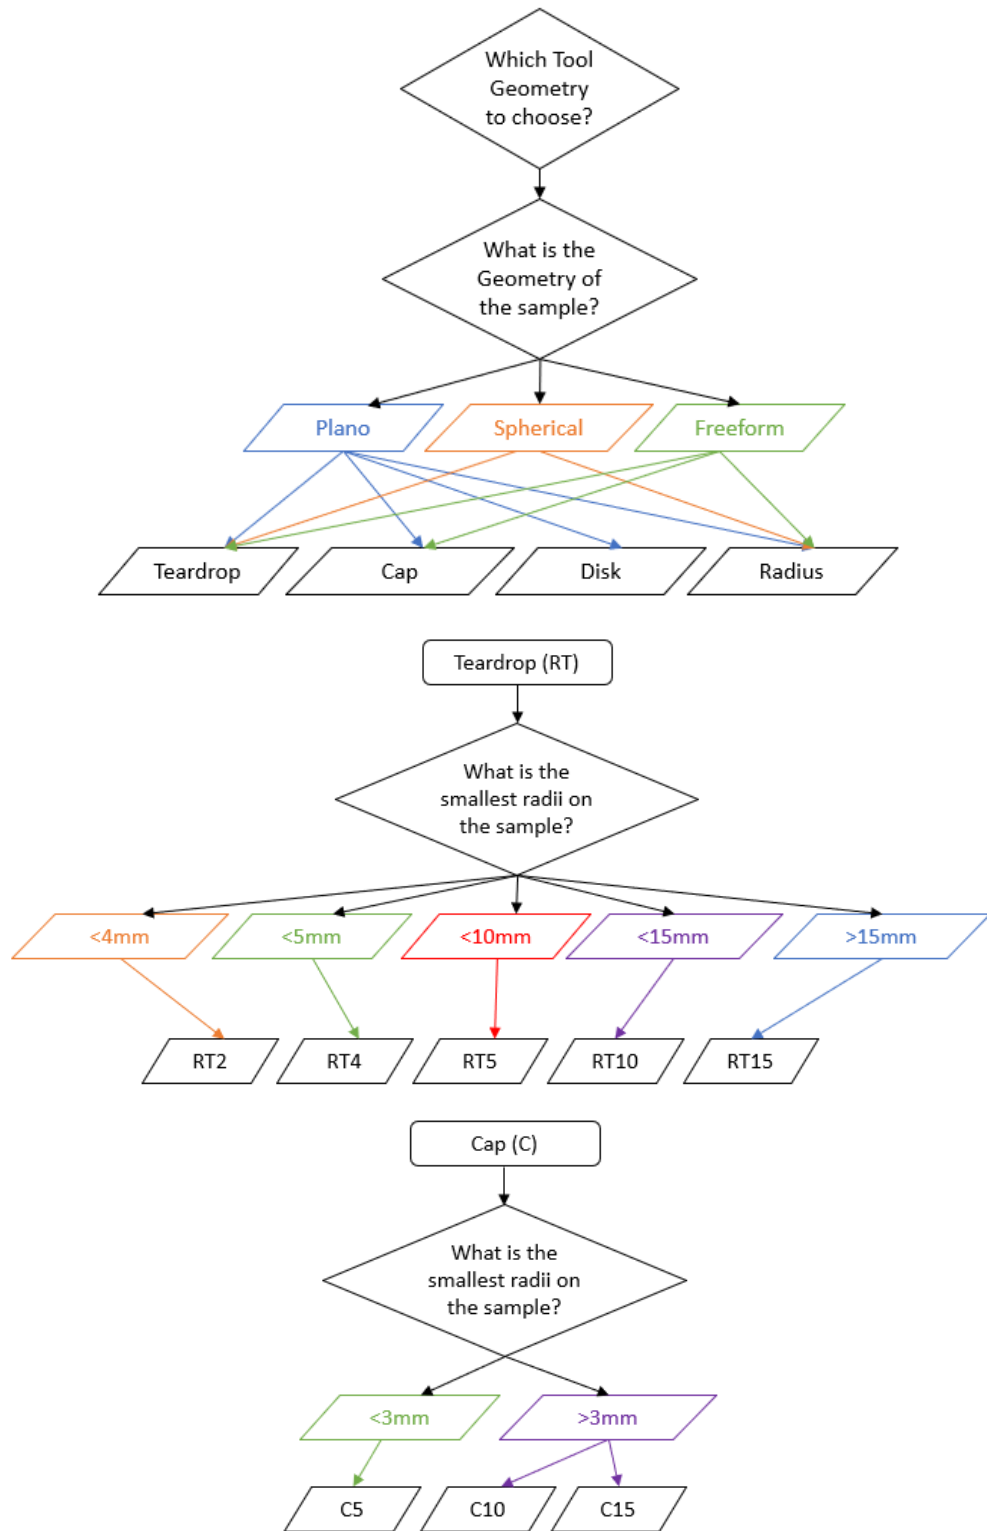 Which Tool
Geometry
to choose?
What is the
Geometry of
the sample?
Plano
Spherical
Freeform
Teardrop
Cap
Disk
Radius
Teardrop (RT)
What is the
smallest radii on
the sample?
<4mm
<5mm
<10mm
<15mm
>15mm
RT2
RT4
RT5
RT10
RT15
Cap (C)
What is the
smallest radii on
the sample?
<3mm
>3mm
C5
C10
C15